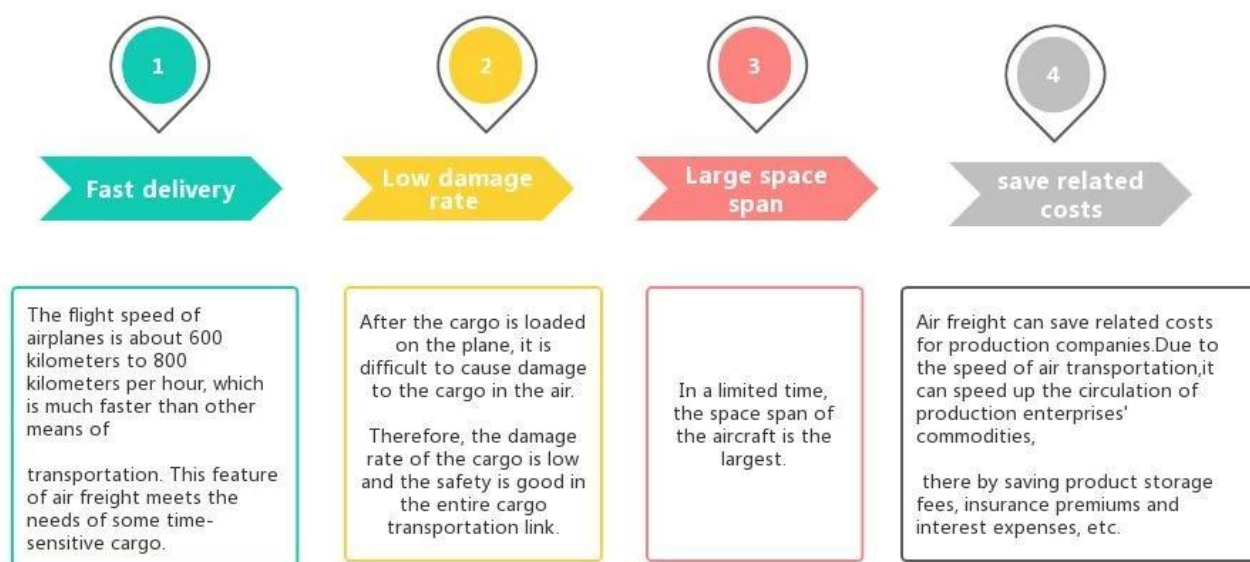 1
Fast delivery
The flight speed of
airplanes is about 600
kilometers to 800
kilometers per hour, which
is much faster than other
means of
transportation. This feature
of air freight meets the
needs of some time-
sensitive cargo.
2
Low damage
rate
After the cargo is loaded
on the plane, it is
difficult to cause damage
to the cargo in the air.
Therefore, the damage
rate of the cargo is low
and the safety is good in
the entire cargo
transportation link.
3
Large space
span
In a limited time,
the space span of
the aircraft is the
largest.
4
save related
costs
Air freight can save related costs
for production companies.Due to
the speed of air transportation,it
can speed up the circulation of
production enterprises'
commodities,
there by saving product storage
fees, insurance premiums and
interest expenses, etc.